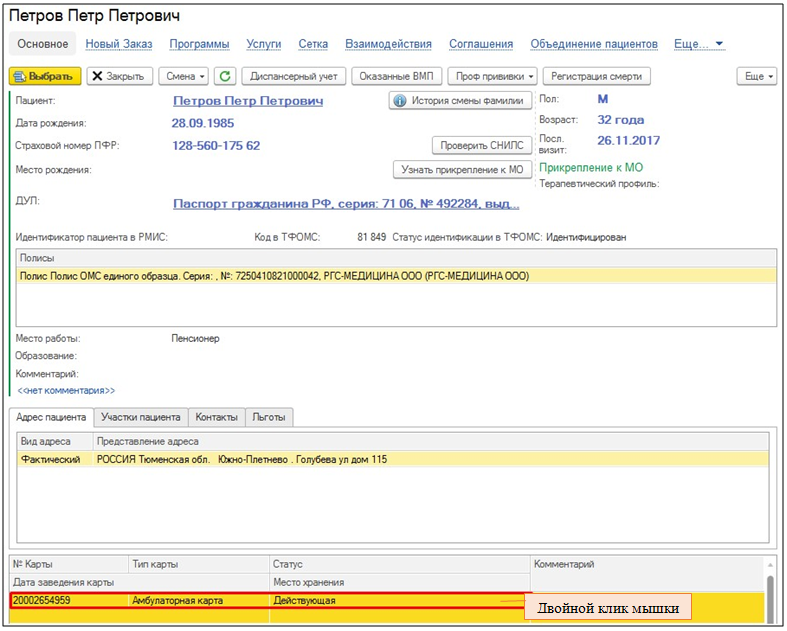 Петров Петр Петрович
Основное Новый Заказ Программы Услуги Сетка Взаимодействия Соглашения Объединение пациентов Еще...
Выбрать Закрыть Смена Диспансерный учет Оказанные ВМП Проф прививки Регистрация смерти Еще
Пациент: Петров Петр Петрович История смены фамилии Пол: М
Дата рождения: 28.09.1985 Возраст: 32 года
Страховой номер ПФР: 128-560-175 62 Проверить СНИЛС Посл. визит: 26.11.2017
Место рождения: Узнать прикрепление к МО Прикрепление к МО
Терапевтический профиль:
ДУЛ: Паспорт гражданина РФ, серия: 71 06, № 492284, выд...
Идентификатор пациента в РМИС: Код в ТФОМС: 81 849 Статус идентификации в ТФОМС: Идентифицирован
Полисы
Полис Полис ОМС единого образца. Серия: , №: 7250410821000042, РГС-МЕДИЦИНА ООО (РГС-МЕДИЦИНА ООО)
Место работы: Пенсионер
Образование:
Комментарий:
<<нет комментария>>
Адрес пациента Участки пациента Контакты Льготы
Вид адреса Представление адреса
Фактический РОССИЯ Тюменская обл. Южно-Плетнево . Голубева ул дом 115
№ Карты Тип карты Статус Комментарий
Дата заведения карты Место хранения
20002654959 Амбулаторная карта Действующая
Двойной клик мышки